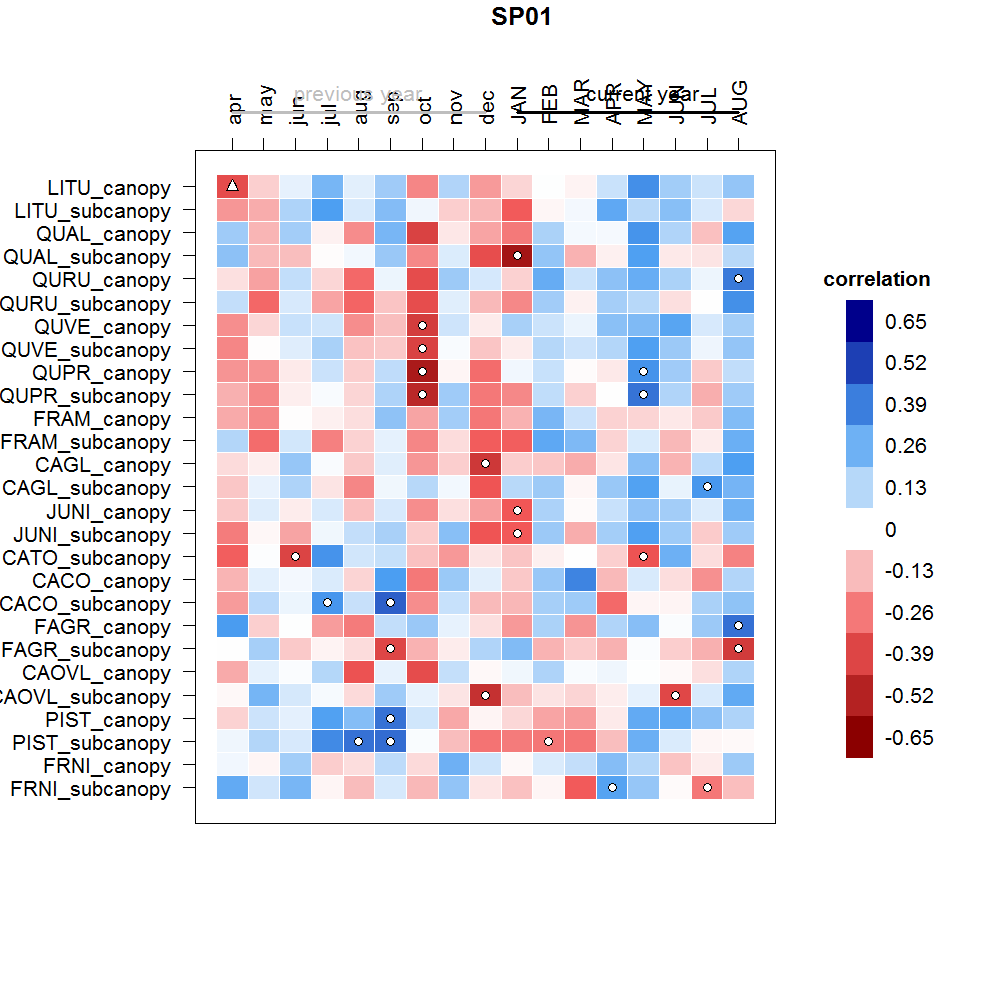 SP01
previous year
current year
apr
may
jun
jul
aug
sep
oct
nov
dec
JAN
FEB
MAR
APR
MAY
JUN
JUL
AUG
LITU_canopy
LITU_subcanopy
QUAL_canopy
QUAL_subcanopy
QURU_canopy
QURU_subcanopy
QUVE_canopy
QUVE_subcanopy
QUPR_canopy
QUPR_subcanopy
FRAM_canopy
FRAM_subcanopy
CAGL_canopy
CAGL_subcanopy
JUNI_canopy
JUNI_subcanopy
CATO_subcanopy
CACO_canopy
CACO_subcanopy
FAGR_canopy
FAGR_subcanopy
CAOVL_canopy
CAOVL_subcanopy
PIST_canopy
PIST_subcanopy
FRNI_canopy
FRNI_subcanopy
correlation
0.65
0.52
0.39
0.26
0.13
0
-0.13
-0.26
-0.39
-0.52
-0.65